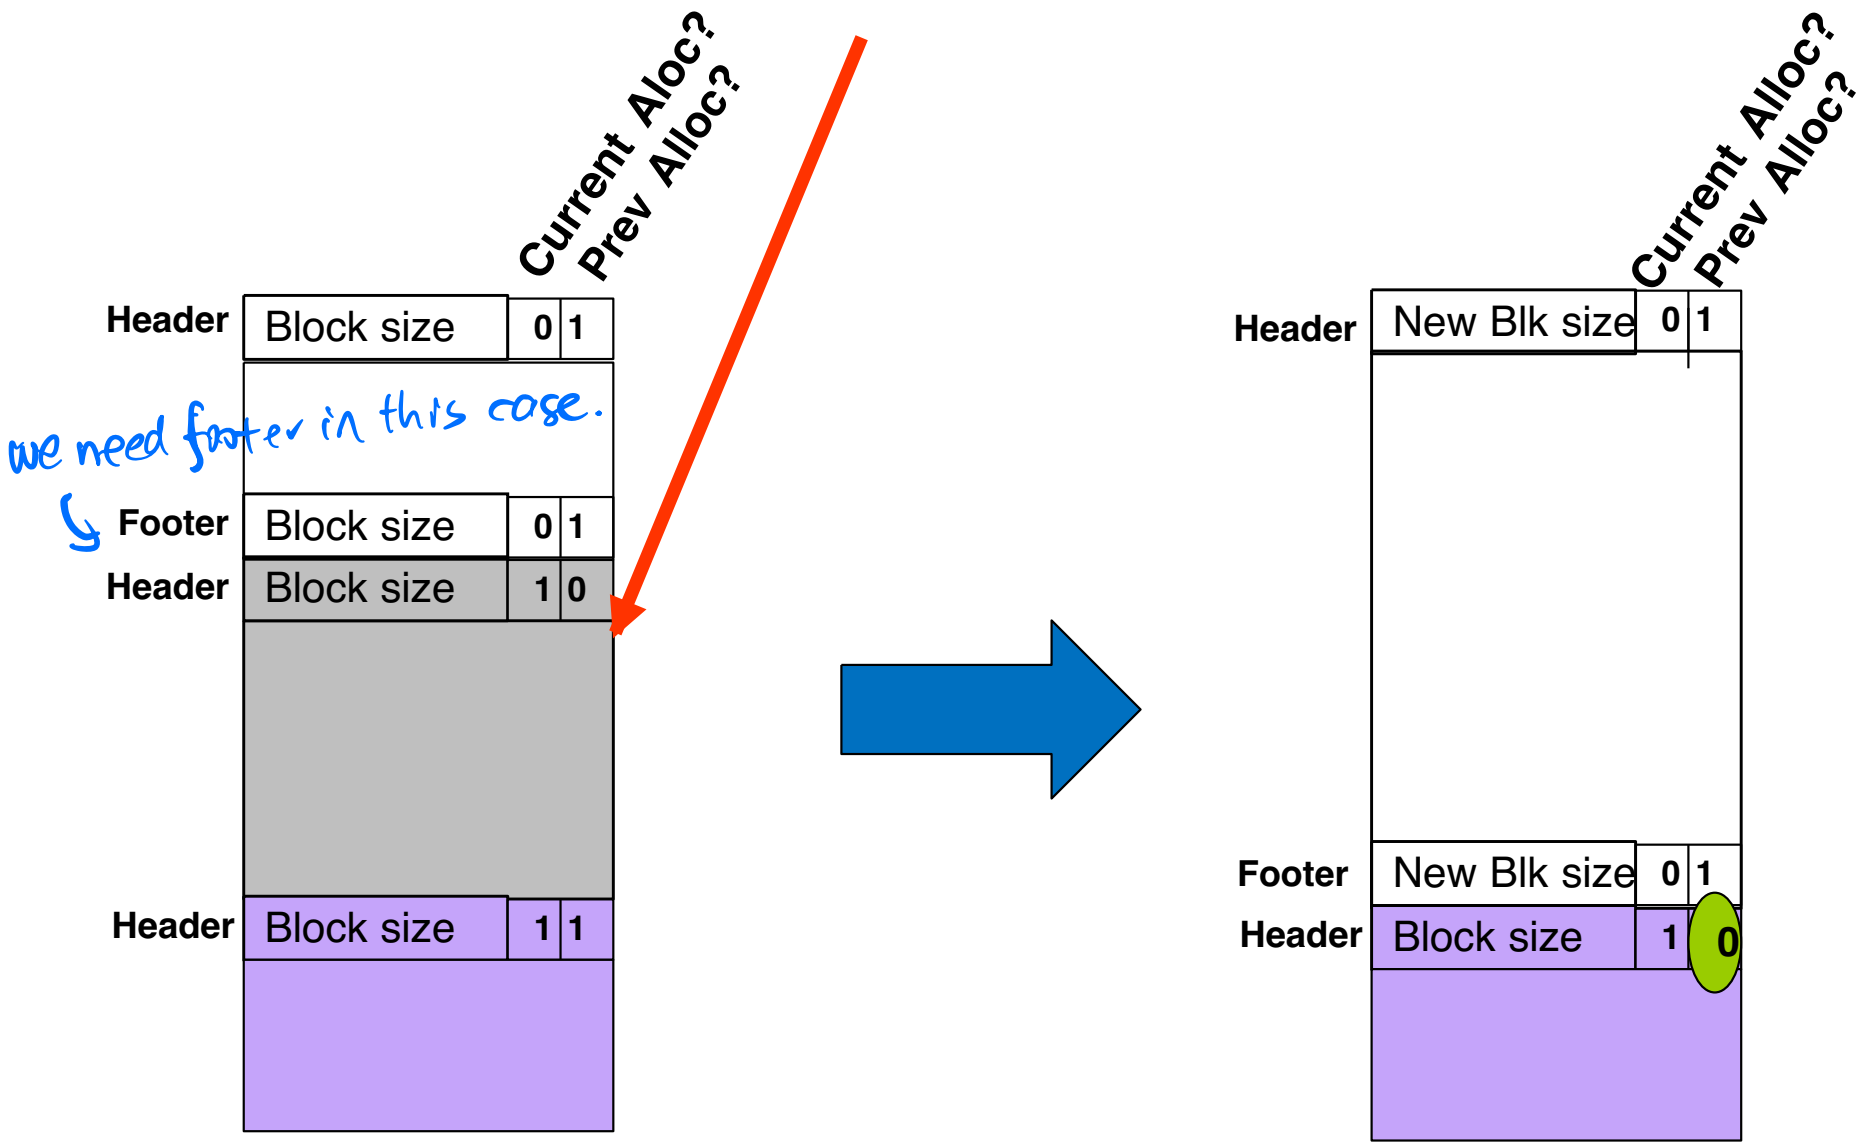 Current Aloc?
Prev Alloc?
Header Block size 0 1
we need footer in this case.
Footer Block size 0 1
Header Block size 1 0
Header Block size 1 1
Current Alloc?
Prev Alloc?
Header New Blk size 0 1
Footer New Blk size 0 1
Header Block size 1 0